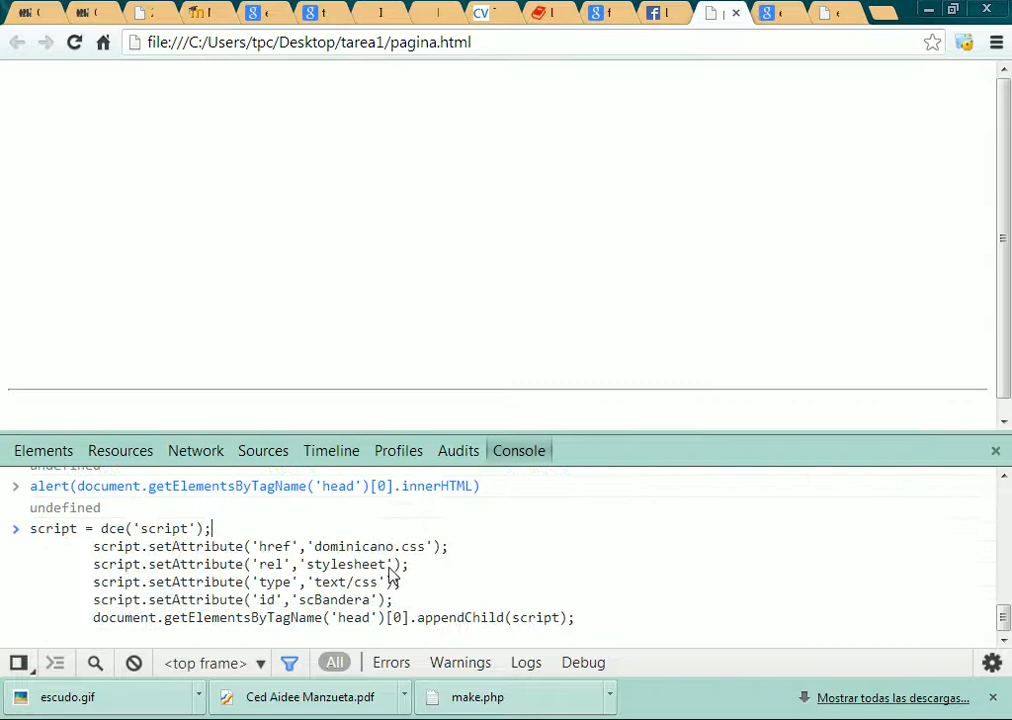 CV
file:///C:/Users/tpc/Desktop/tarea1/pagina.html
Elements Resources Network Sources Timeline Profiles Audits Console
undefined
alert(document.getElementsByTagName('head')[0].innerHTML)
undefined
script = dce('script');
script.setAttribute('href','dominicano.css');
script.setAttribute('rel','stylesheet');
script.setAttribute('type','text/css');
script.setAttribute('id','scBandera');
document.getElementsByTagName('head')[0].appendChild(script);
<top frame> All Errors Warnings Logs Debug
escudo.gif Ced Aidee Manzueta.pdf make.php Mostrar todas las descargas...